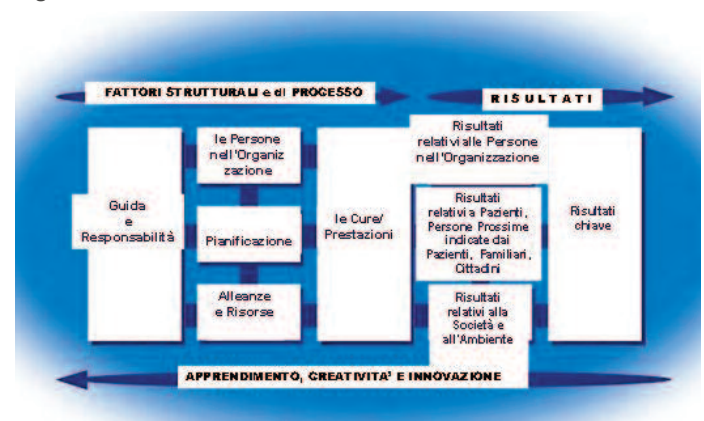 FATTORI STRUTTURALI e di PROCESSO
RISULTATI
Guida
e
Responsabilità
le Persone
nell'Organiz
zazione
Pianificazione
Alleanze
e Risorse
le Cure/
Prestazioni
Risultati
relativi alle Persone
nell'Organizzazione
Risultati
relativi a Pazienti,
Persone Prossime
indicate dai
Pazienti, Familiari,
Cittadini
Risultati
relativi alla
Società e
all'Ambiente
Risultati
chiave
APPRENDIMENTO, CREATIVITA' E INNOVAZIONE